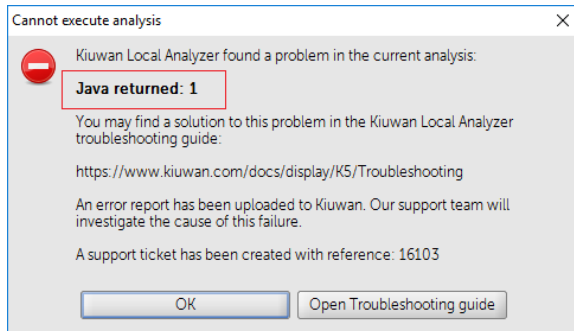 Cannot execute analysis
Kiuwan Local Analyzer found a problem in the current analysis:
Java returned: 1
You may find a solution to this problem in the Kiuwan Local Analyzer
troubleshooting guide:
https://www.kiuwan.com/docs/display/K5/Troubleshooting
An error report has been uploaded to Kiuwan. Our support team will
investigate the cause of this failure.
A support ticket has been created with reference: 16103
OK
Open Troubleshooting guide